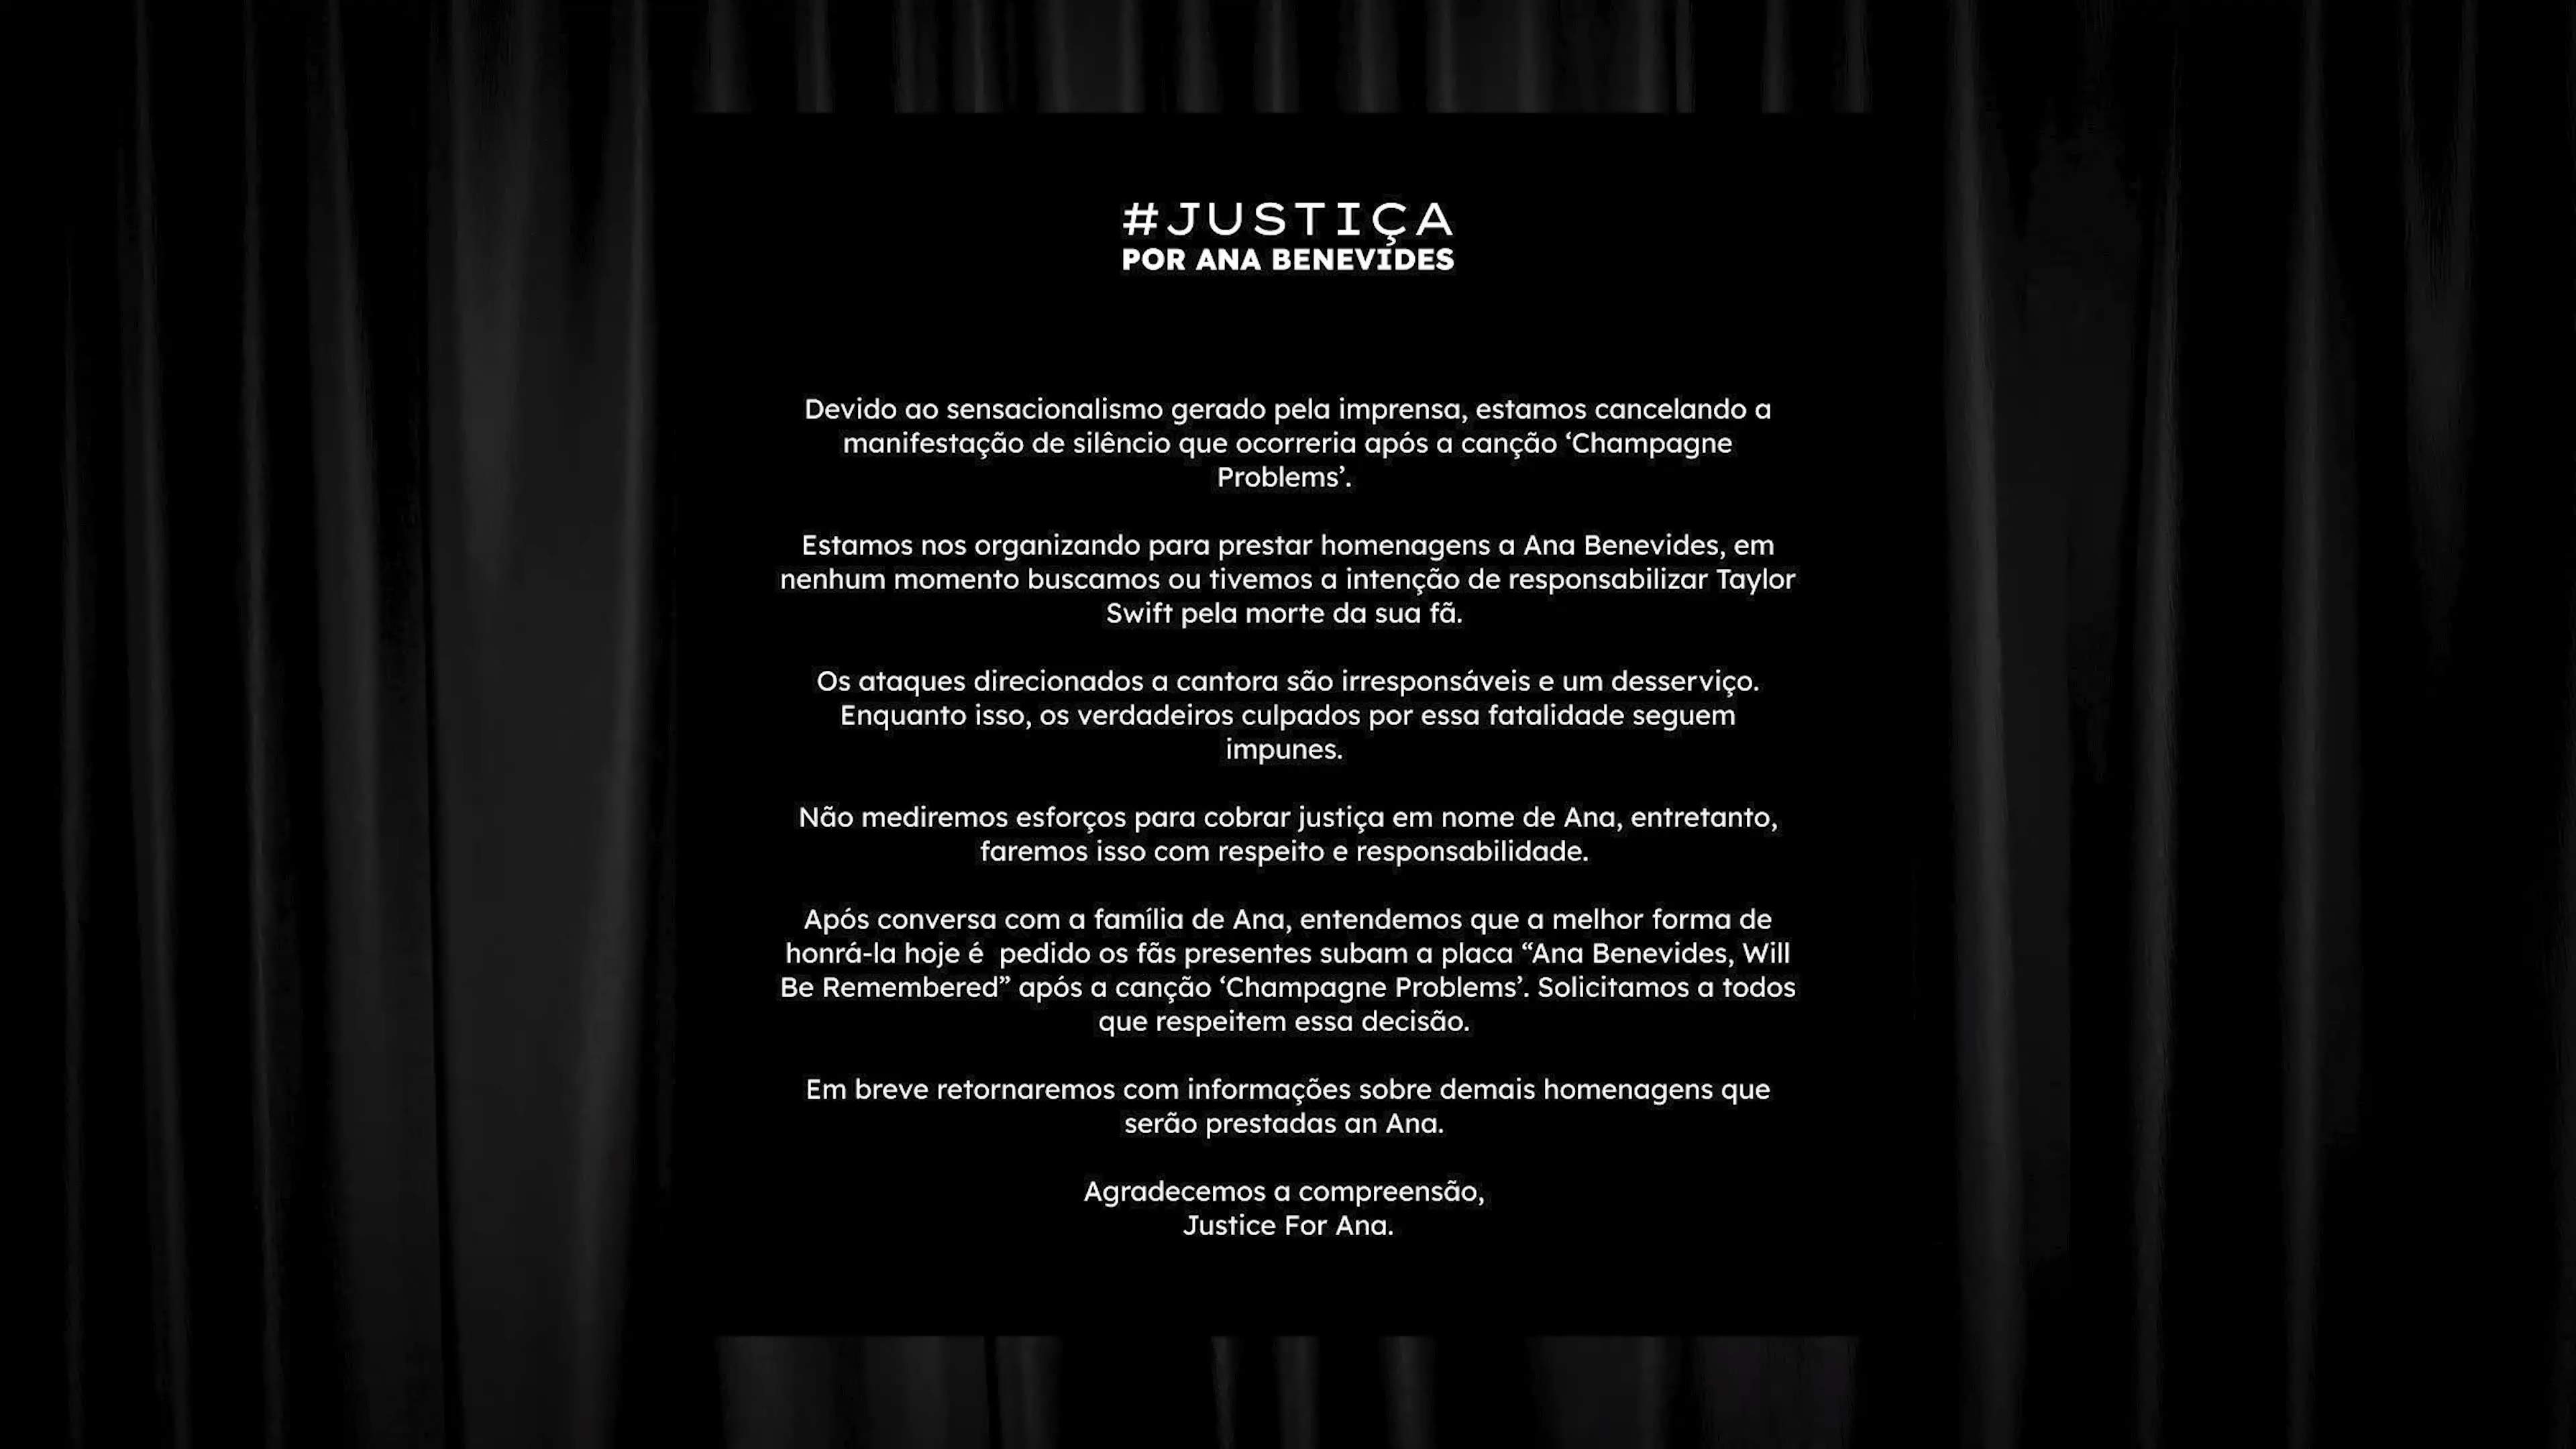 #JUSTIÇA
POR ANA BENEVIDES
Devido ao sensacionalismo gerado pela imprensa, estamos cancelando a
manifestação de silêncio que ocorreria após a canção ‘Champagne
Problems’.
Estamos nos organizando para prestar homenagens a Ana Benevides, em
nenhum momento buscamos ou tivemos a intenção de responsabilizar Taylor
Swift pela morte da sua fã.
Os ataques direcionados a cantora são irresponsáveis e um desserviço.
Enquanto isso, os verdadeiros culpados por essa fatalidade seguem
impunes.
Não mediremos esforços para cobrar justiça em nome de Ana, entretanto,
faremos isso com respeito e responsabilidade.
Após conversa com a família de Ana, entendemos que a melhor forma de
honrá-la hoje é  pedido os fãs presentes subam a placa “Ana Benevides, Will
Be Remembered” após a canção ‘Champagne Problems’. Solicitamos a todos
que respeitem essa decisão.
Em breve retornaremos com informações sobre demais homenagens que
serão prestadas an Ana.
Agradecemos a compreensão,
Justice For Ana.